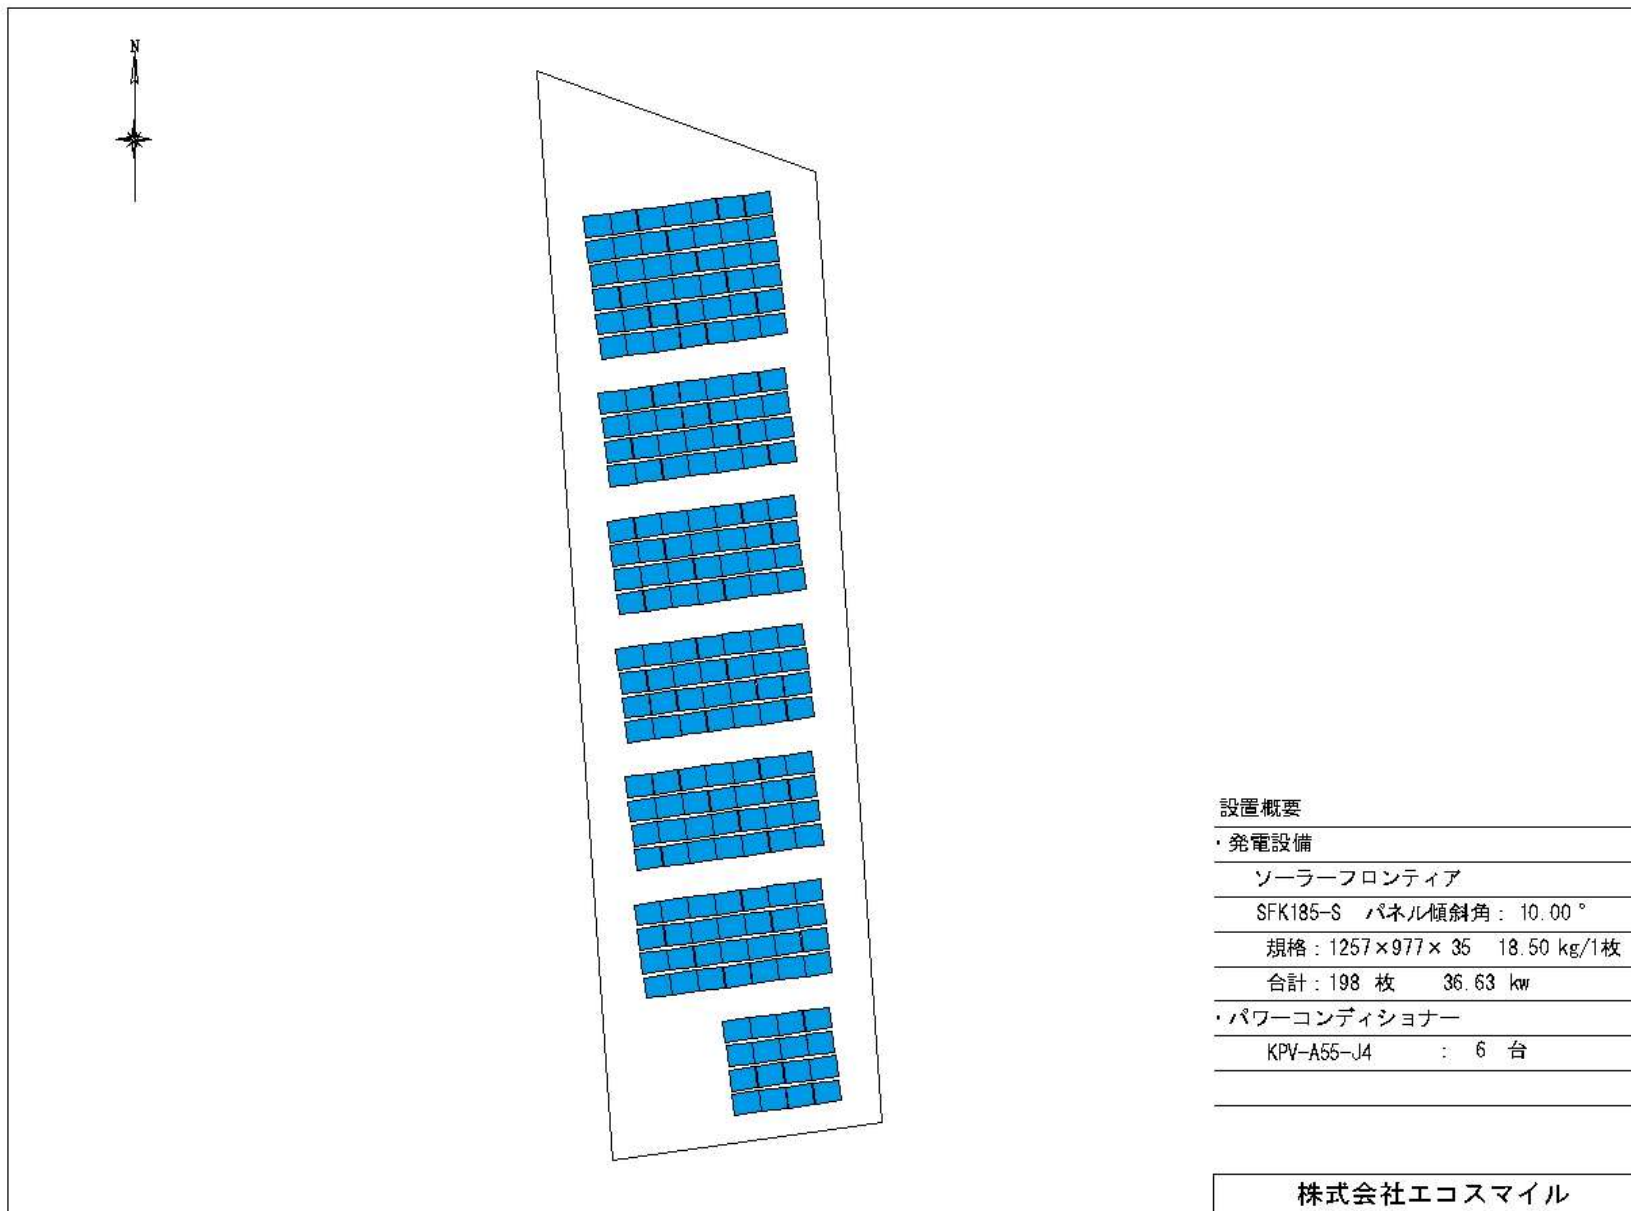 N
設置概要
・発電設備
ソーラーフロンティア
SFK185-S パネル傾斜角： 10.00°
規格：1257×977× 35 18.50 kg/1枚
合計：198 枚 36.63 kw
・パワーコンディショナー
KPV-A55-J4 ： 6 台
株式会社エコスマイル